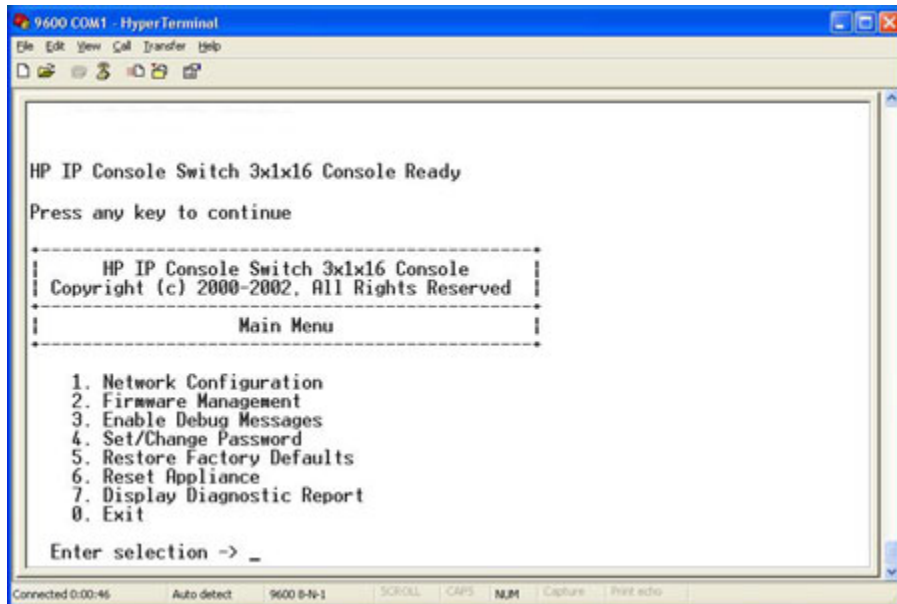 9600 COM1 - HyperTerminal
File Edit View Call Transfer Help
HP IP Console Switch 3x1x16 Console Ready
Press any key to continue
HP IP Console Switch 3x1x16 Console
Copyright (c) 2000-2002, All Rights Reserved
Main Menu
1. Network Configuration
2. Firmware Management
3. Enable Debug Messages
4. Set/Change Password
5. Restore Factory Defaults
6. Reset Appliance
7. Display Diagnostic Report
0. Exit
Enter selection -> _
Connected 0:00:46 Auto detect 9600 8-N-1 SCROLL CAPS NUM Capture Print echo